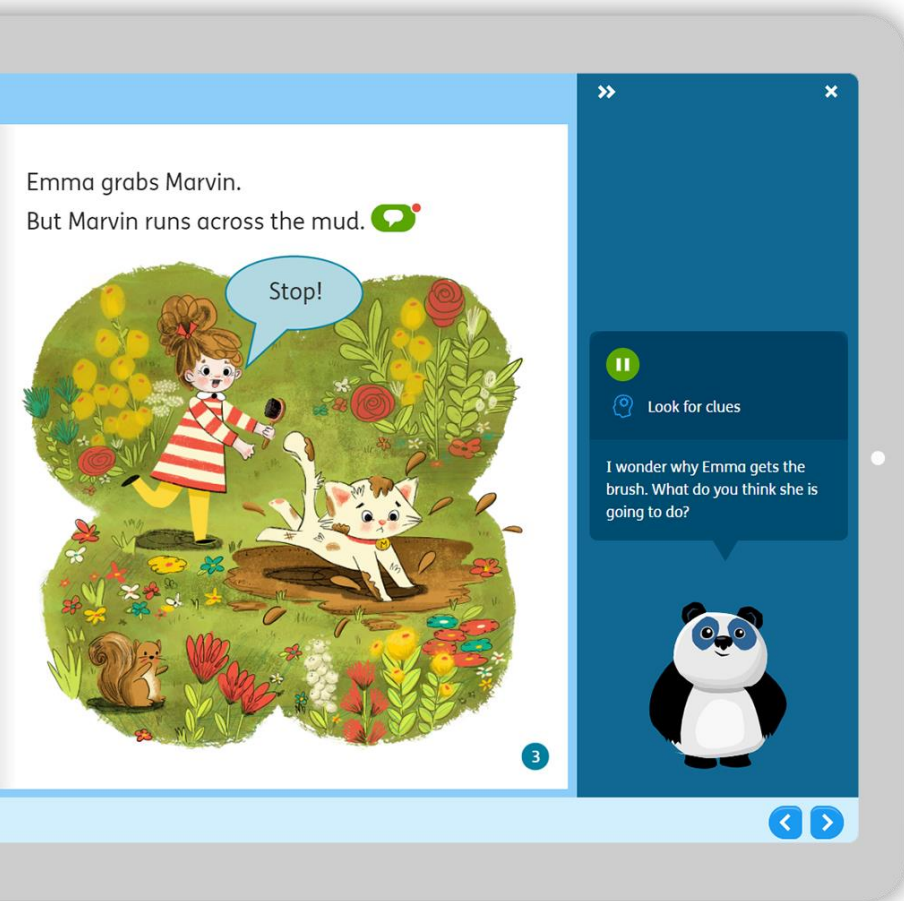 Emma grabs Marvin.
But Marvin runs across the mud.
Stop!
M
3
Look for clues
I wonder why Emma gets the
brush. What do you think she is
going to do?